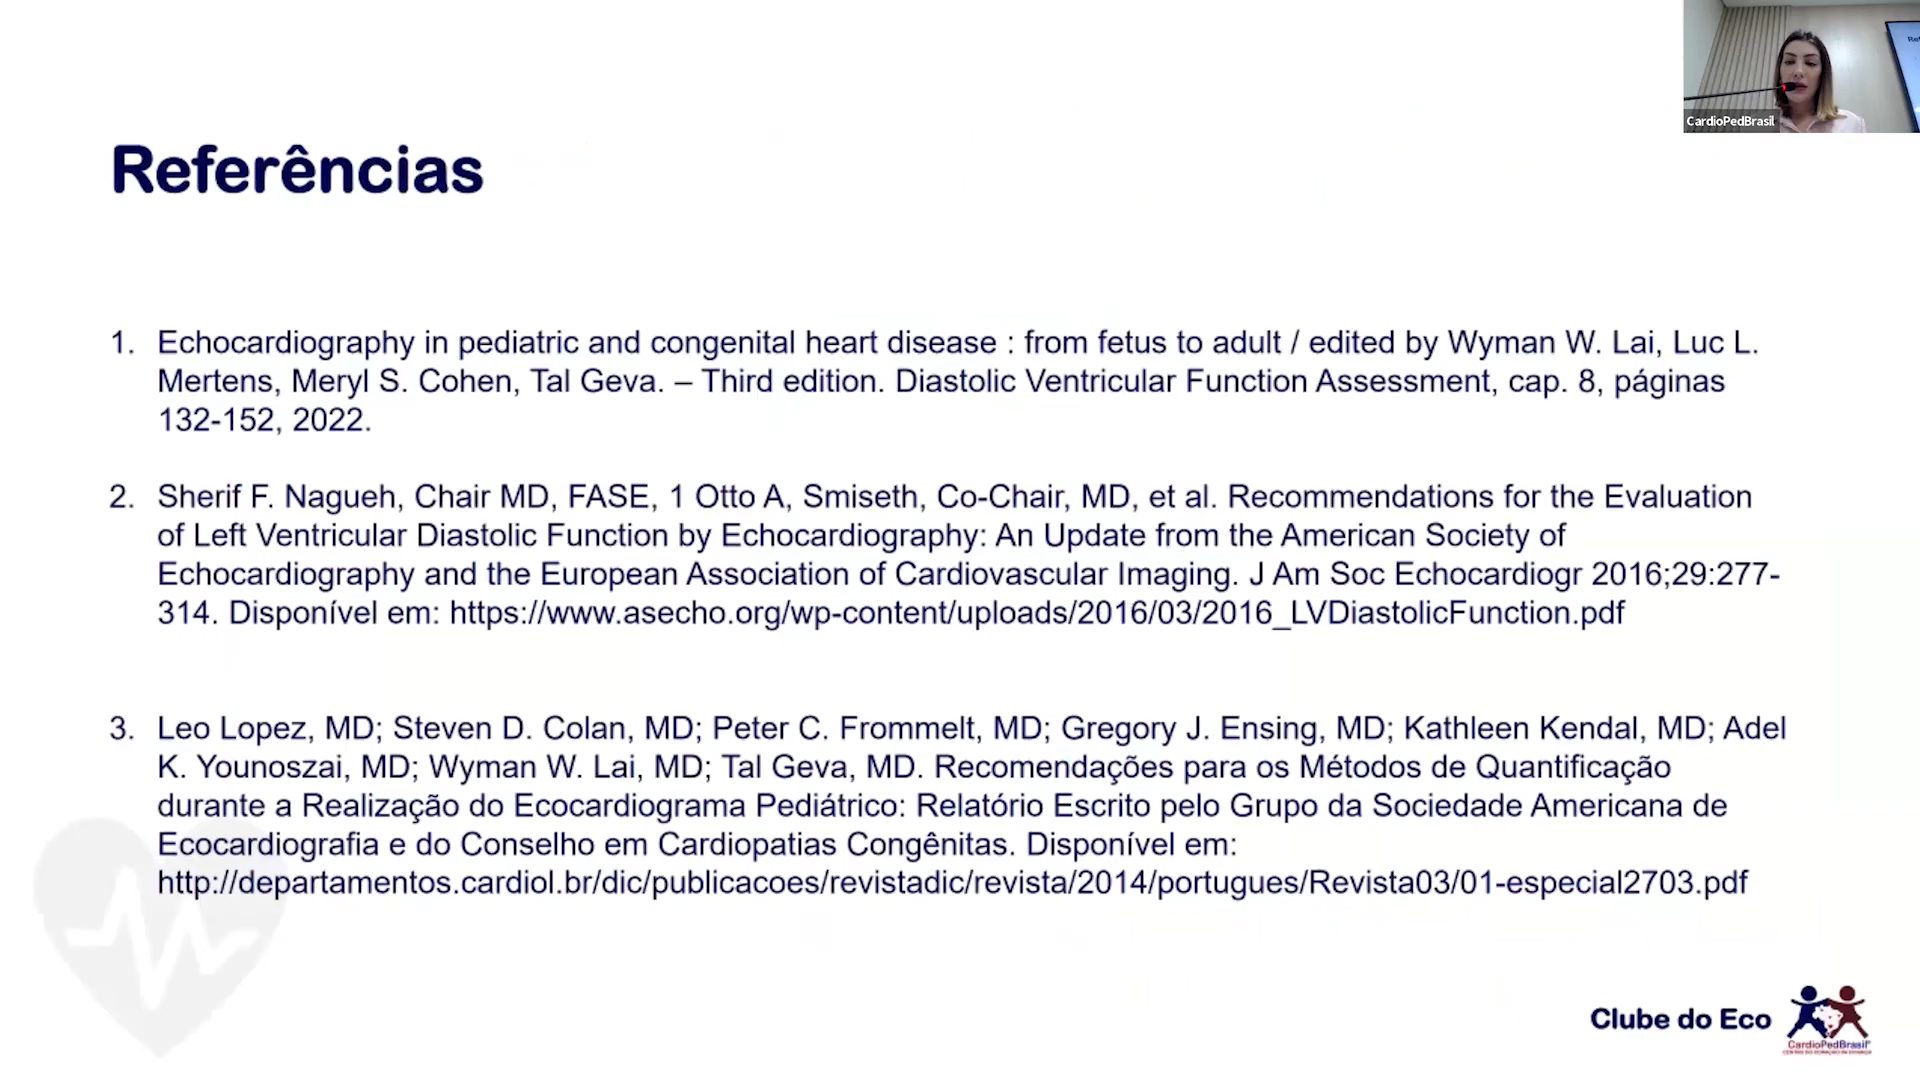 Ref
CardioPedBrasil
Referências
1. Echocardiography in pediatric and congenital heart disease : from fetus to adult / edited by Wyman W. Lai, Luc L.
Mertens, Meryl S. Cohen, Tal Geva. – Third edition. Diastolic Ventricular Function Assessment, cap. 8, páginas
132-152, 2022.
2. Sherif F. Nagueh, Chair MD, FASE, 1 Otto A, Smiseth, Co-Chair, MD, et al. Recommendations for the Evaluation
of Left Ventricular Diastolic Function by Echocardiography: An Update from the American Society of
Echocardiography and the European Association of Cardiovascular Imaging. J Am Soc Echocardiogr 2016;29:277-
314. Disponível em: https://www.asecho.org/wp-content/uploads/2016/03/2016_LVDiastolicFunction.pdf
3. Leo Lopez, MD; Steven D. Colan, MD; Peter C. Frommelt, MD; Gregory J. Ensing, MD; Kathleen Kendal, MD; Adel
K. Younoszai, MD; Wyman W. Lai, MD; Tal Geva, MD. Recomendações para os Métodos de Quantificação
durante a Realização do Ecocardiograma Pediátrico: Relatório Escrito pelo Grupo da Sociedade Americana de
Ecocardiografia e do Conselho em Cardiopatias Congênitas. Disponível em:
http://departamentos.cardiol.br/dic/publicacoes/revistadic/revista/2014/portugues/Revista03/01-especial2703.pdf
Clube do Eco
CardioPedBrasil